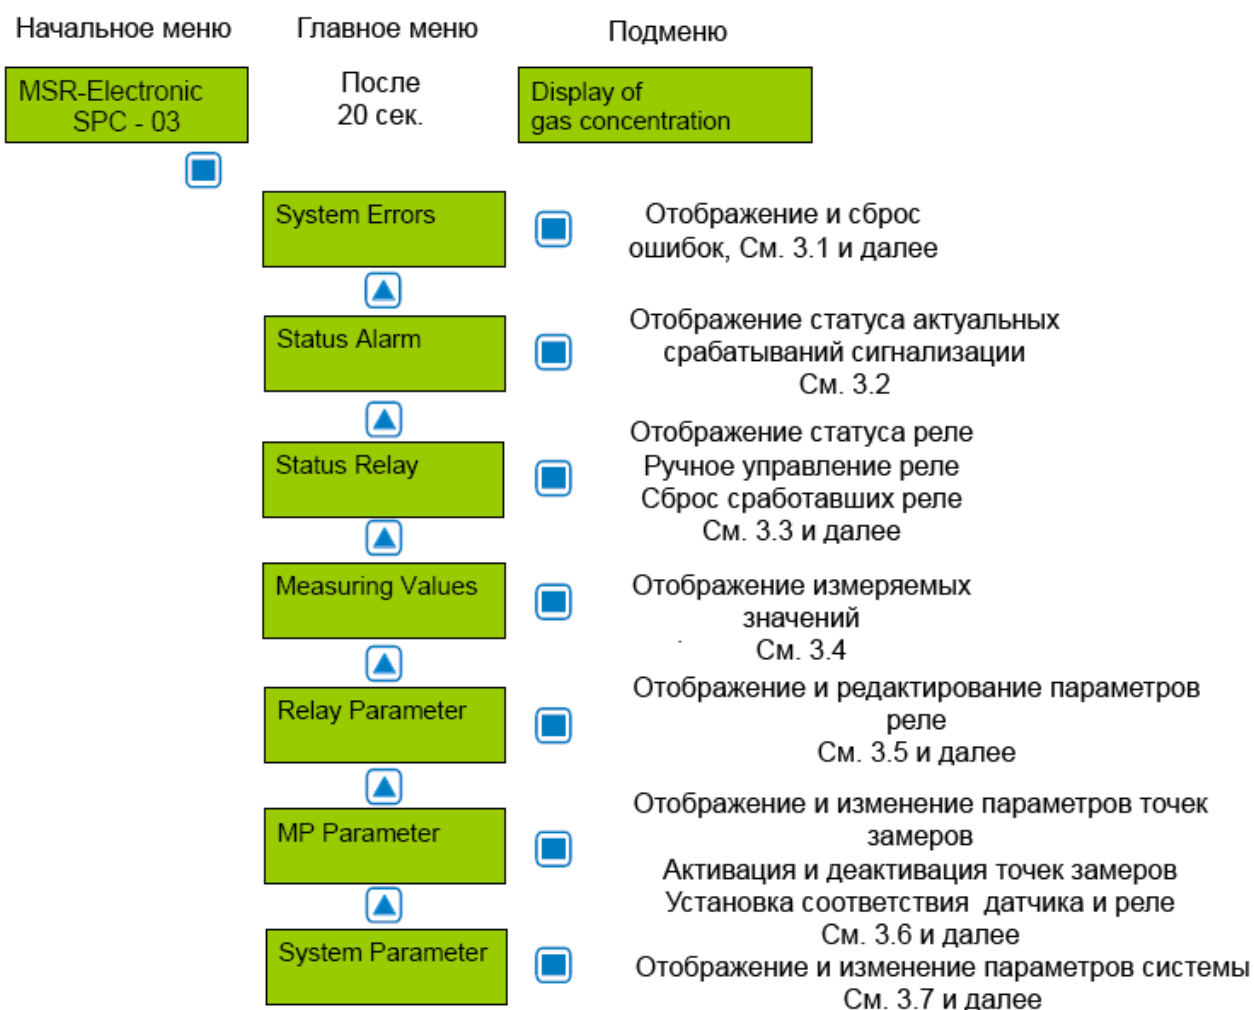 Начальное меню
Главное меню
Подменю
MSR-Electronic
SPC - 03
После
20 сек.
Display of
gas concentration
System Errors
Отображение и сброс
ошибок, См. 3.1 и далее
Status Alarm
Отображение статуса актуальных
срабатываний сигнализации
См. 3.2
Status Relay
Отображение статуса реле
Ручное управление реле
Сброс сработавших реле
См. 3.3 и далее
Measuring Values
Отображение измеряемых
значений
См. 3.4
Relay Parameter
Отображение и редактирование параметров
реле
См. 3.5 и далее
MP Parameter
Отображение и изменение параметров точек
замеров
Активация и деактивация точек замеров
Установка соответствия датчика и реле
См. 3.6 и далее
System Parameter
Отображение и изменение параметров системы
См. 3.7 и далее